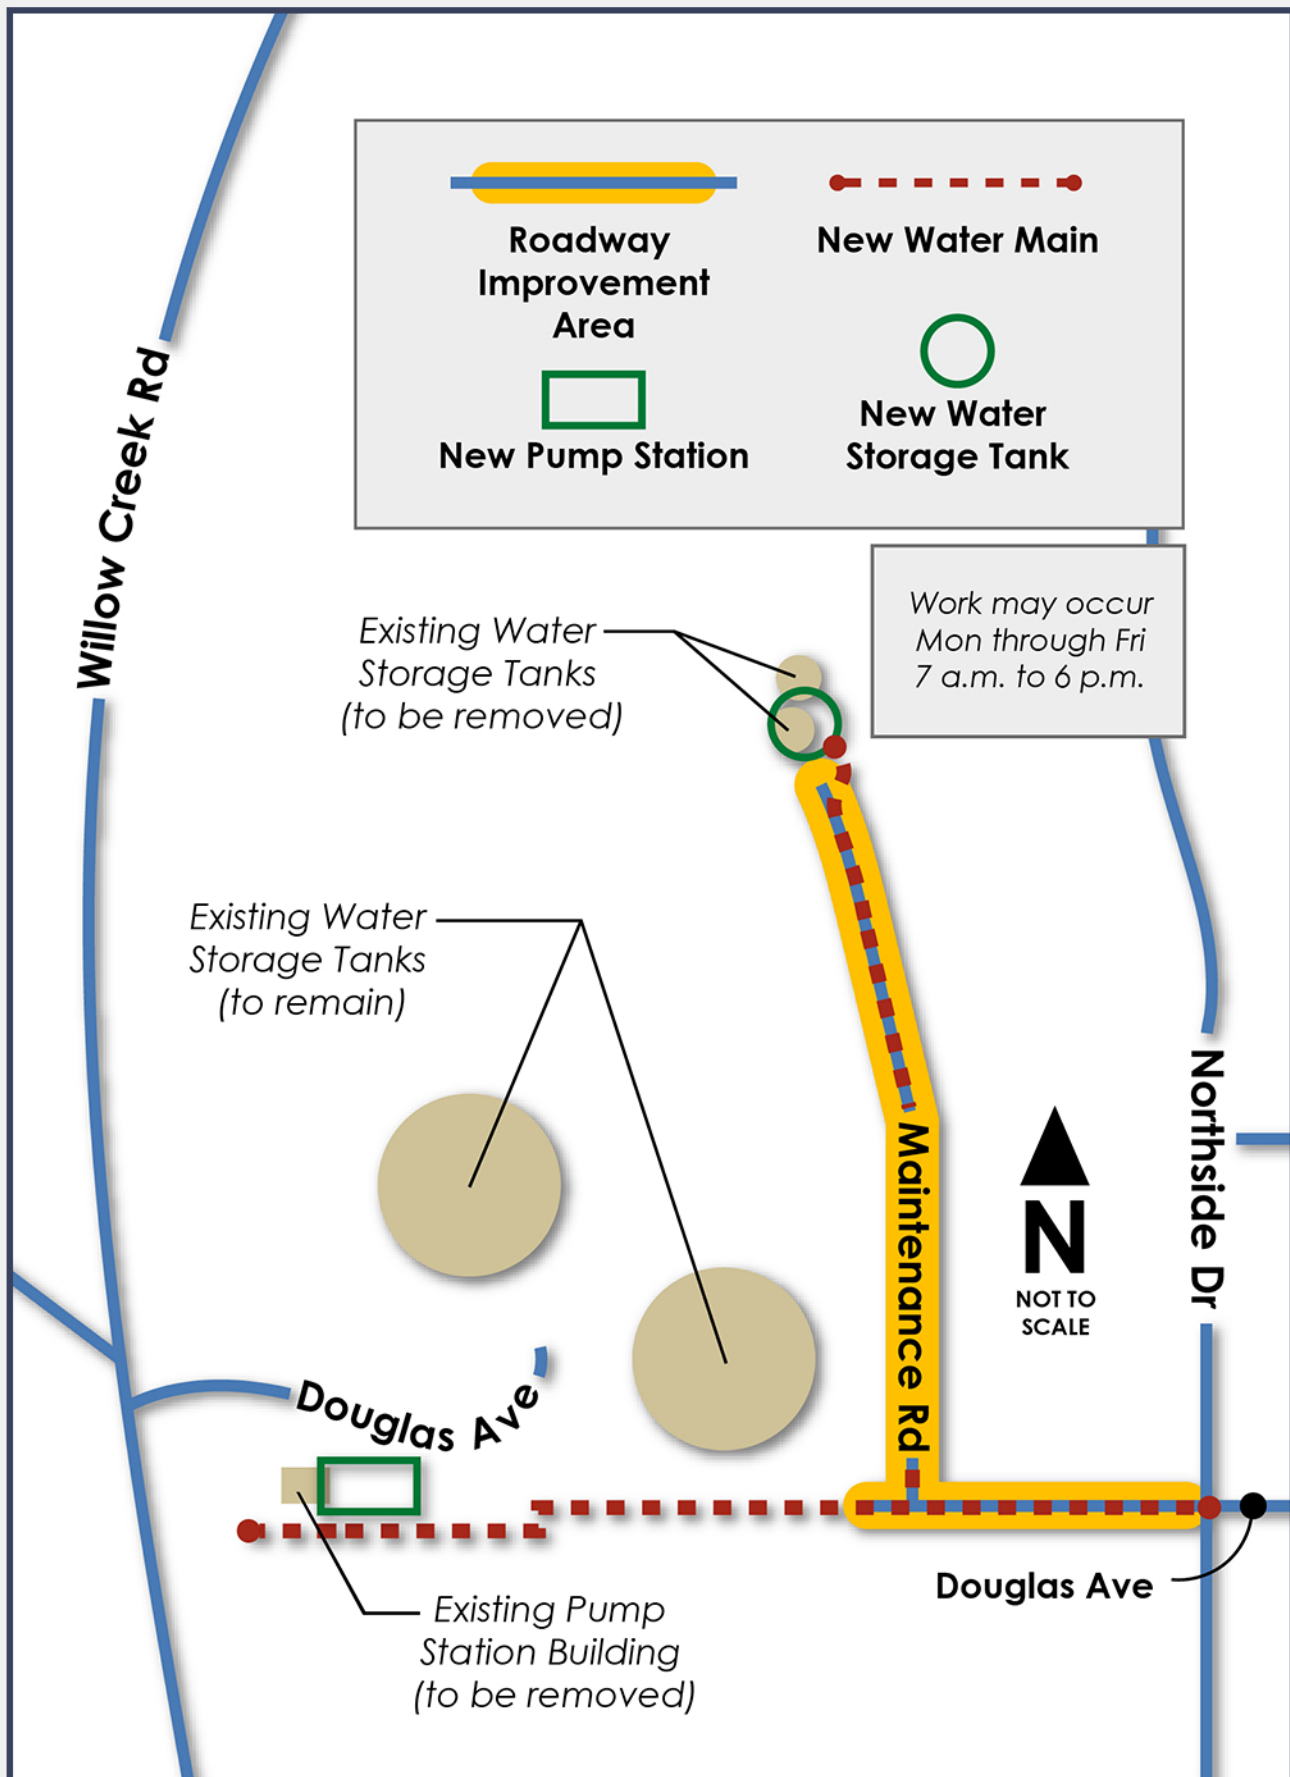 Roadway
Improvement
Area
New Water Main
New Pump Station
New Water
Storage Tank
Willow Creek Rd
Work may occur
Mon through Fri
7 a.m. to 6 p.m.
Existing Water
Storage Tanks
(to be removed)
Existing Water
Storage Tanks
(to remain)
Northside Dr
Maintenance Rd
N
NOT TO
SCALE
Douglas Ave
Douglas Ave
Existing Pump
Station Building
(to be removed)